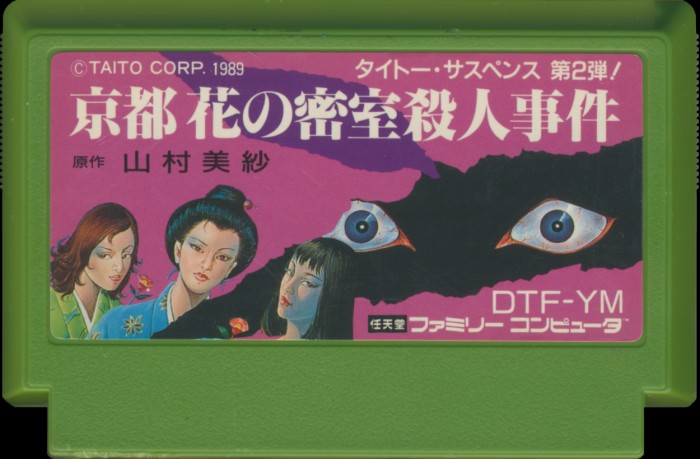 ©TAITO CORP. 1989
タイトー・サスペンス 第2弾!
京都 花の密室殺人事件
原作 山村美紗
DTF-YM
任天堂 ファミリー コンピュータ™